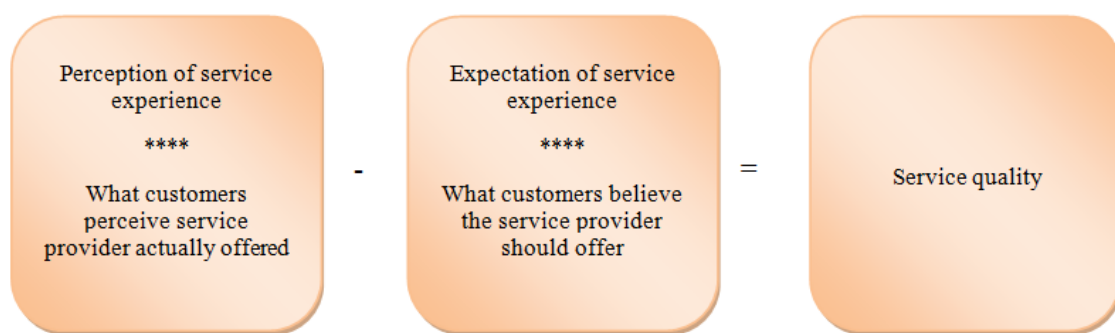 Perception of service
experience
****
What customers
perceive service
provider actually offered
-
Expectation of service
experience
****
What customers believe
the service provider
should offer
=
Service quality